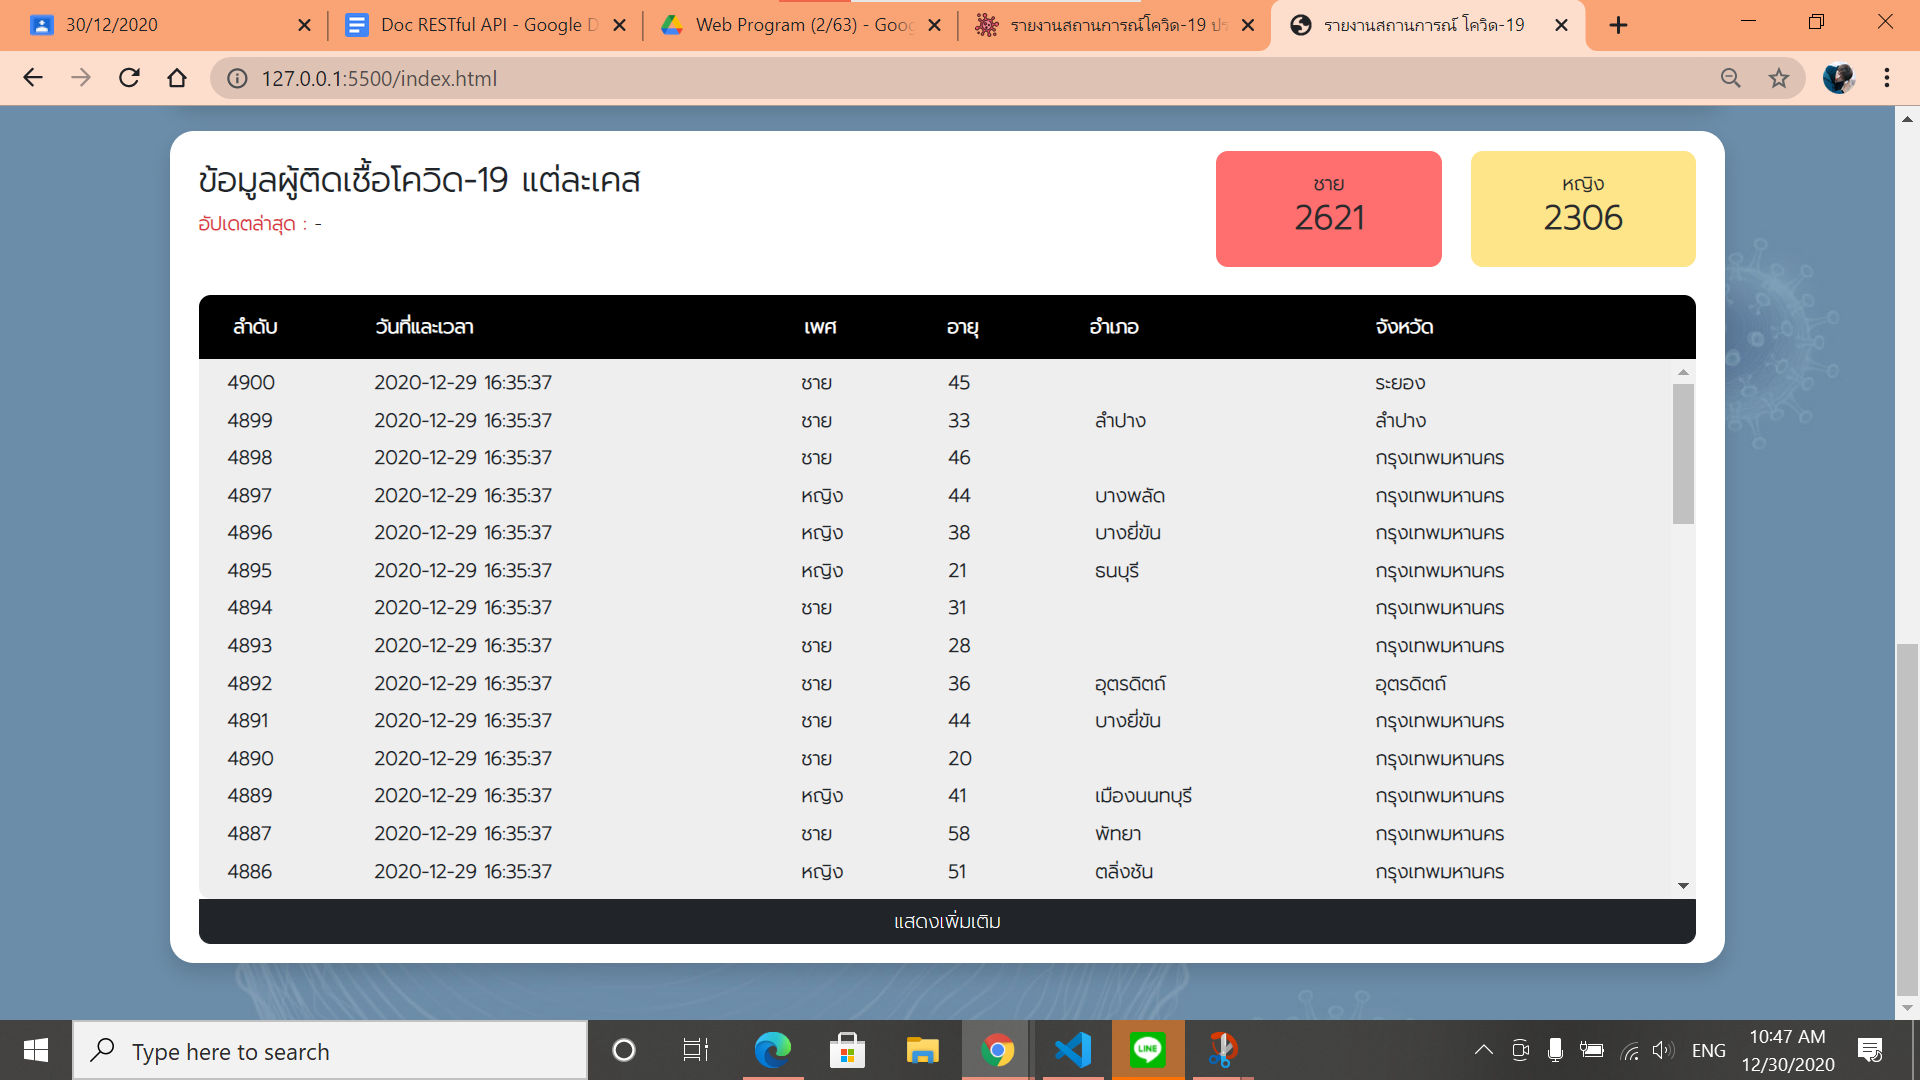 30/12/2020
Doc RESTful API - Google D
Web Program (2/63) - Goog
รายงานสถานการณ์โควิด-19 ปร
รายงานสถานการณ์ โควิด-19
127.0.0.1:5500/index.html
ข้อมูลผู้ติดเชื้อโควิด-19 แต่ละเคส
อัปเดตล่าสุด : -
ชาย
2621
หญิง
2306
ลำดับ วันที่และเวลา เพศ อายุ อำเภอ จังหวัด
4900 2020-12-29 16:35:37 ชาย 45 ระยอง
4899 2020-12-29 16:35:37 ชาย 33 ลำปาง ลำปาง
4898 2020-12-29 16:35:37 ชาย 46 กรุงเทพมหานคร
4897 2020-12-29 16:35:37 หญิง 44 บางพลัด กรุงเทพมหานคร
4896 2020-12-29 16:35:37 หญิง 38 บางยี่ขัน กรุงเทพมหานคร
4895 2020-12-29 16:35:37 หญิง 21 ธนบุรี กรุงเทพมหานคร
4894 2020-12-29 16:35:37 ชาย 31 กรุงเทพมหานคร
4893 2020-12-29 16:35:37 ชาย 28 กรุงเทพมหานคร
4892 2020-12-29 16:35:37 ชาย 36 อุตรดิตถ์ อุตรดิตถ์
4891 2020-12-29 16:35:37 ชาย 44 บางยี่ขัน กรุงเทพมหานคร
4890 2020-12-29 16:35:37 ชาย 20 กรุงเทพมหานคร
4889 2020-12-29 16:35:37 หญิง 41 เมืองนนทบุรี กรุงเทพมหานคร
4887 2020-12-29 16:35:37 ชาย 58 พัทยา กรุงเทพมหานคร
4886 2020-12-29 16:35:37 หญิง 51 ตลิ่งชัน กรุงเทพมหานคร
แสดงเพิ่มเติม
Type here to search
LINE
ENG
10:47 AM
12/30/2020